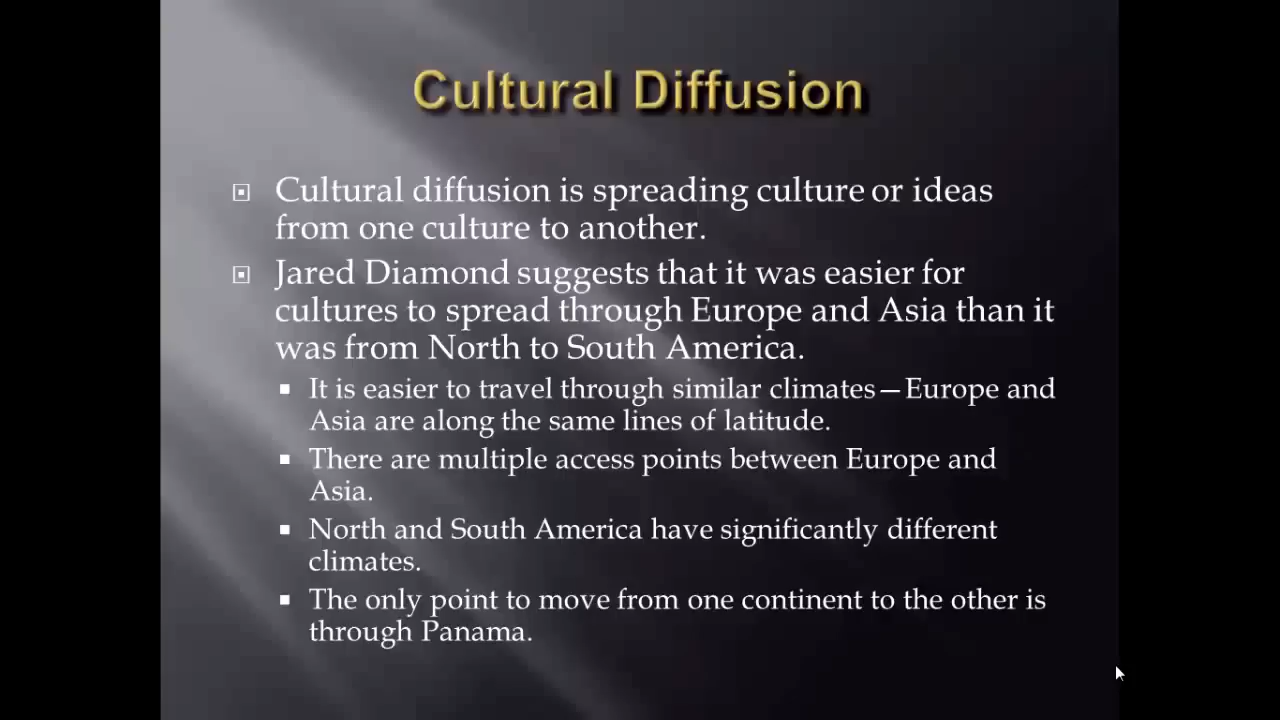 Cultural Diffusion
Cultural diffusion is spreading culture or ideas
from one culture to another.
Jared Diamond suggests that it was easier for
cultures to spread through Europe and Asia than it
was from North to South America.
It is easier to travel through similar climates—Europe and
Asia are along the same lines of latitude.
There are multiple access points between Europe and
Asia.
North and South America have significantly different
climates.
The only point to move from one continent to the other is
through Panama.